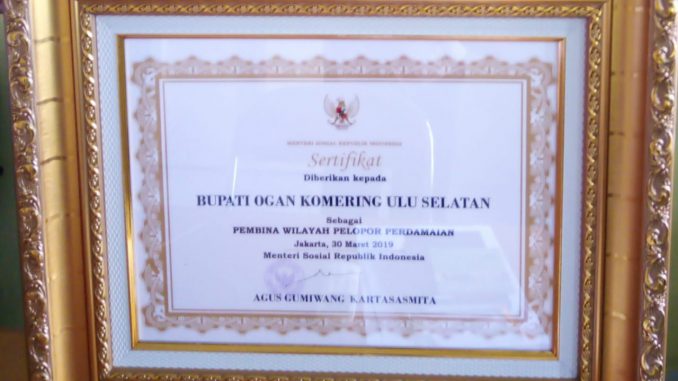 MENTERI SOSIAL REPUBLIK INDONESIA
Sertifikat
Diberikan kepada
BUPATI OGAN KOMERING ULU SELATAN
Sebagai
PEMBINA WILAYAH PELOPOR PERDAMAIAN
Jakarta, 30 Maret 2019
Menteri Sosial Republik Indonesia
AGUS GUMIWANG KARTASASMITA